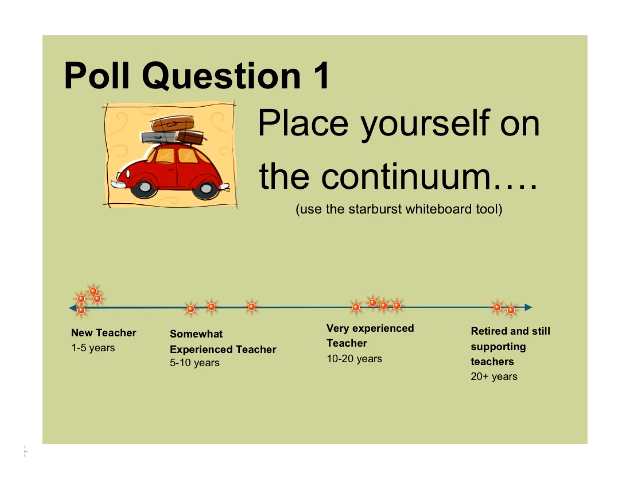 Poll Question 1
Place yourself on
the continuum….
(use the starburst whiteboard tool)
New Teacher
1-5 years
Somewhat
Experienced Teacher
5-10 years
Very experienced
Teacher
10-20 years
Retired and still
supporting
teachers
20+ years